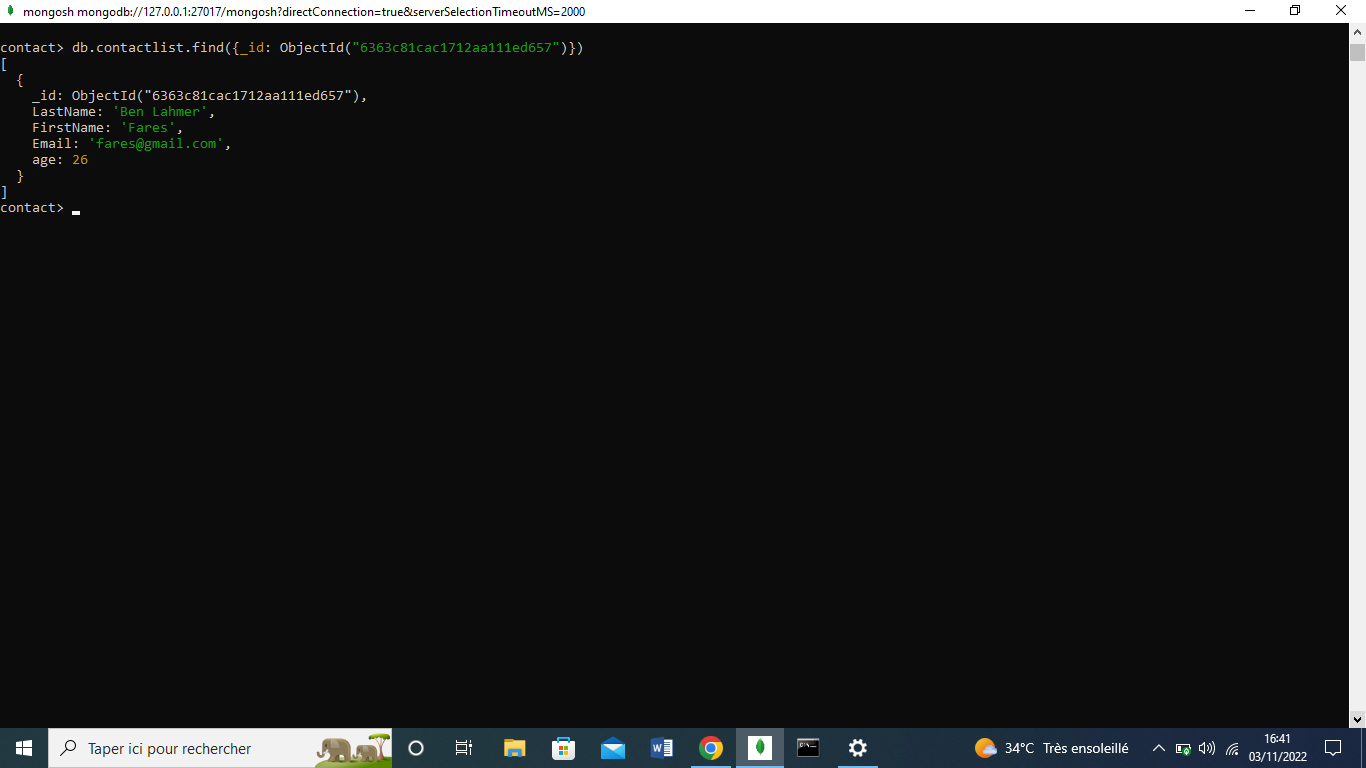 mongosh mongodb://127.0.0.1:27017/mongosh?directConnection=true&serverSelectionTimeoutMS=2000
contact> db.contactlist.find({_id: ObjectId("6363c81cac1712aa111ed657")})
[
  {
    _id: ObjectId("6363c81cac1712aa111ed657"),
    LastName: 'Ben Lahmer',
    FirstName: 'Fares',
    Email: 'fares@gmail.com',
    age: 26
  }
]
contact>
Taper ici pour rechercher
34°C Très ensoleillé
16:41
03/11/2022